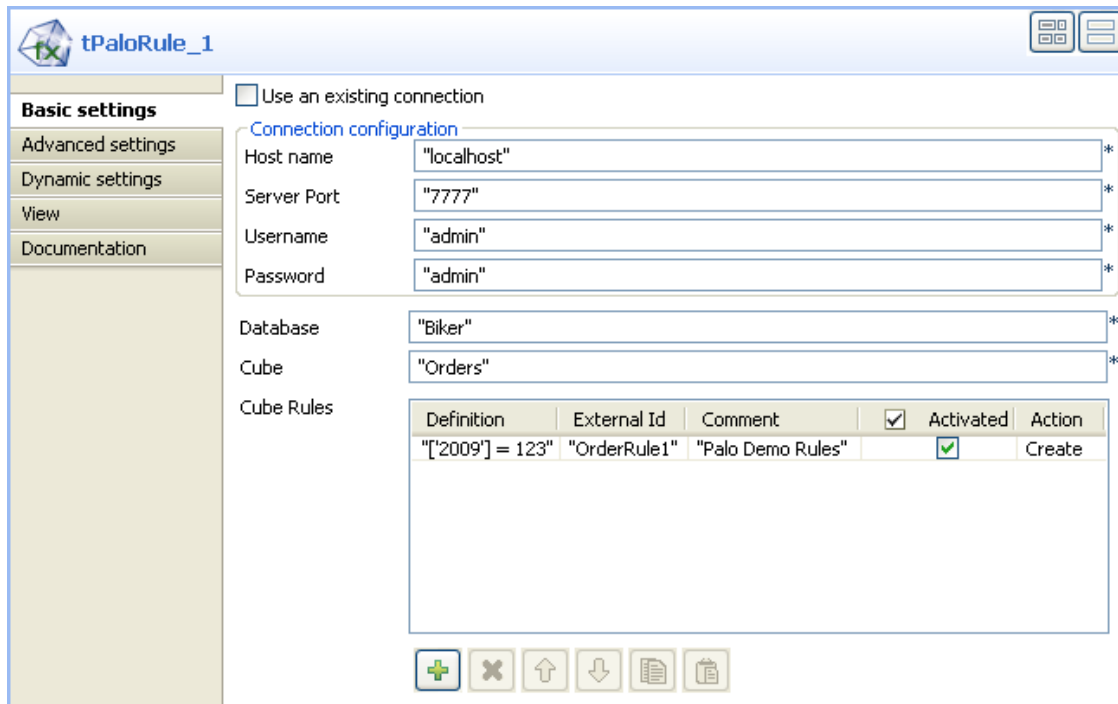 tPaloRule_1
Basic settings
Advanced settings
Dynamic settings
View
Documentation
Use an existing connection
Connection configuration
Host name "localhost" *
Server Port "7777" *
Username "admin" *
Password "admin" *
Database "Biker" *
Cube "Orders" *
Cube Rules
Definition External Id Comment Activated Action
"['2009'] = 123" "OrderRule1" "Palo Demo Rules" Create